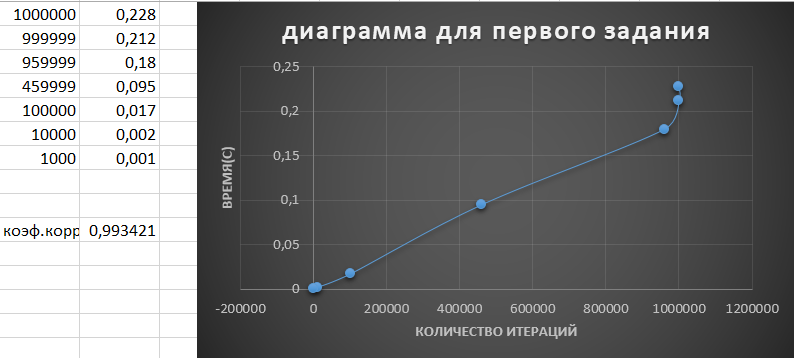 1000000 0,228
999999 0,212
959999 0,18
459999 0,095
100000 0,017
10000 0,002
1000 0,001
коэф.корр 0,993421
диаграмма для первого задания
0,25
0,2
0,15
0,1
0,05
0
ВРЕМЯ(С)
-200000 0 200000 400000 600000 800000 1000000 1200000
КОЛИЧЕСТВО ИТЕРАЦИЙ